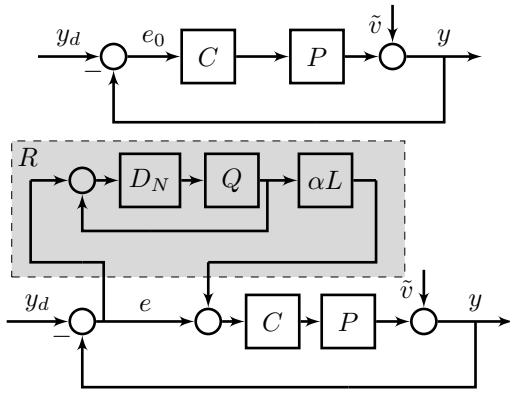 y_d − e_0 C P ṽ y
R D_N Q αL
y_d − e C P ṽ y